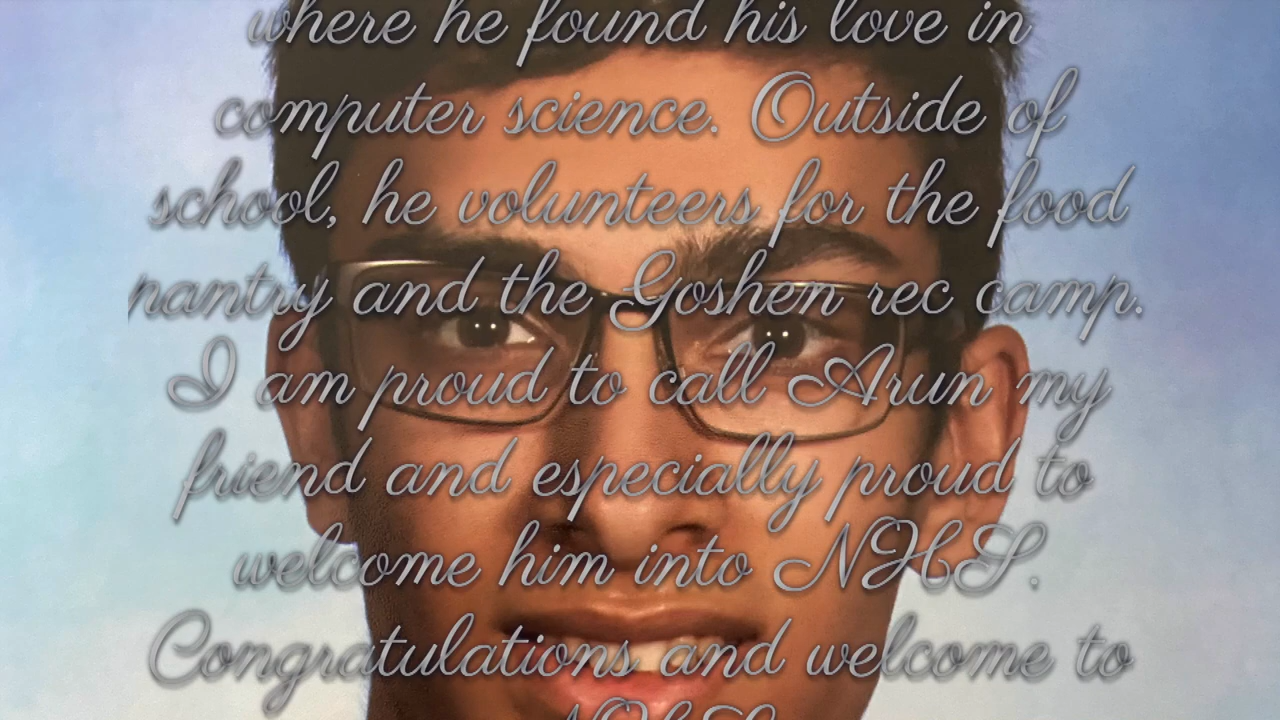 where he found his love in
computer science. Outside of
school, he volunteers for the food
pantry and the Goshen rec camp.
I am proud to call Arun my
friend and especially proud to
welcome him into NHS.
Congratulations and welcome to
NHS